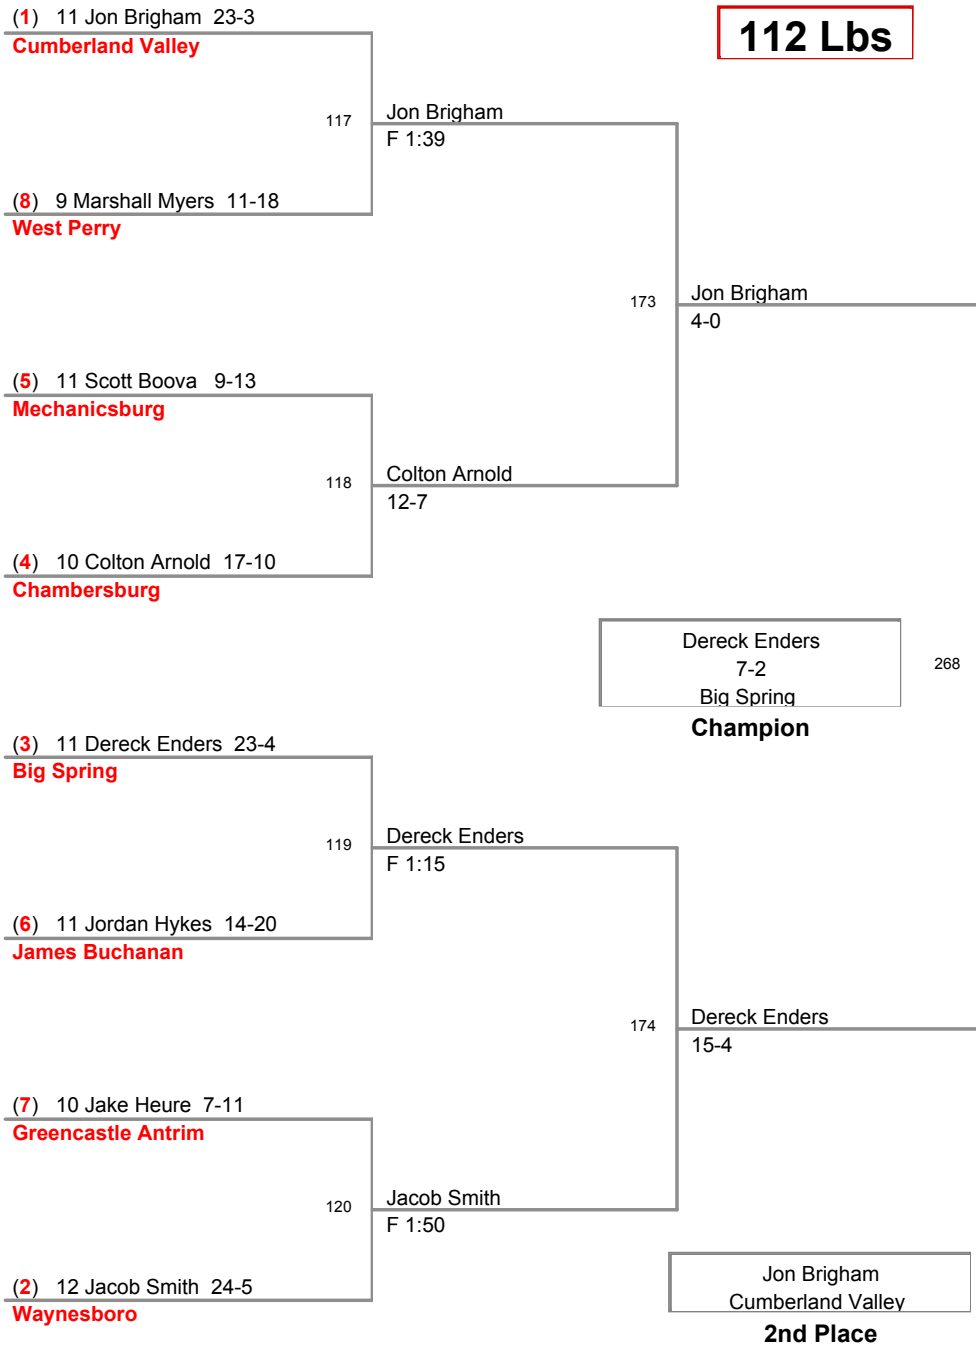 (1) 11 Jon Brigham 23-3
Cumberland Valley
112 Lbs
117
Jon Brigham
F 1:39
(8) 9 Marshall Myers 11-18
West Perry
173
Jon Brigham
4-0
(5) 11 Scott Boova 9-13
Mechanicsburg
118
Colton Arnold
12-7
(4) 10 Colton Arnold 17-10
Chambersburg
Dereck Enders
7-2
Big Spring
268
Champion
(3) 11 Dereck Enders 23-4
Big Spring
119
Dereck Enders
F 1:15
(6) 11 Jordan Hykes 14-20
James Buchanan
174
Dereck Enders
15-4
(7) 10 Jake Heure 7-11
Greencastle Antrim
120
Jacob Smith
F 1:50
(2) 12 Jacob Smith 24-5
Waynesboro
Jon Brigham
Cumberland Valley
2nd Place